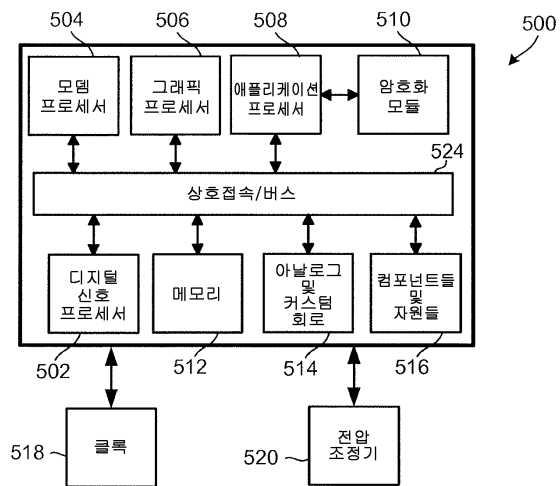 504
506
508
510
500
모뎀
프로세서
그래픽
프로세서
애플리케이션
프로세서
암호화
모듈
524
상호접속/버스
디지털
신호
프로세서
메모리
아날로그
및
커스텀
회로
컴포넌트들
및
자원들
502
512
514
516
518
클록
520
전압
조정기